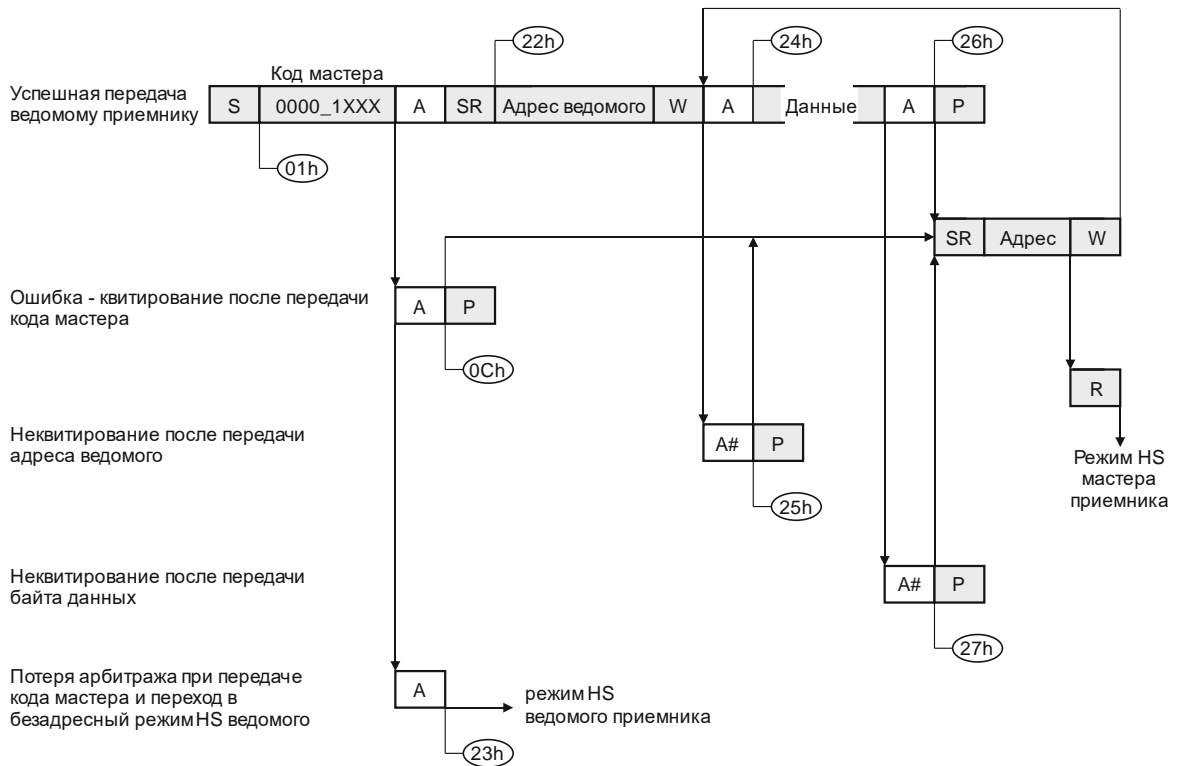 22h
24h
26h
Код мастера
Успешная передача
ведомому приемнику
S 0000_1XXX A SR Адрес ведомого W A Данные A P
01h
SR Адрес W
Ошибка - квитирование после передачи
кода мастера
A P
0Ch
R
Неквитирование после передачи
адреса ведомого
A# P
Режим HS
мастера
приемника
25h
Неквитирование после передачи
байта данных
A# P
27h
Потеря арбитража при передаче
кода мастера и переход в
безадресный режим HS ведомого
A
режим HS
ведомого приемника
23h